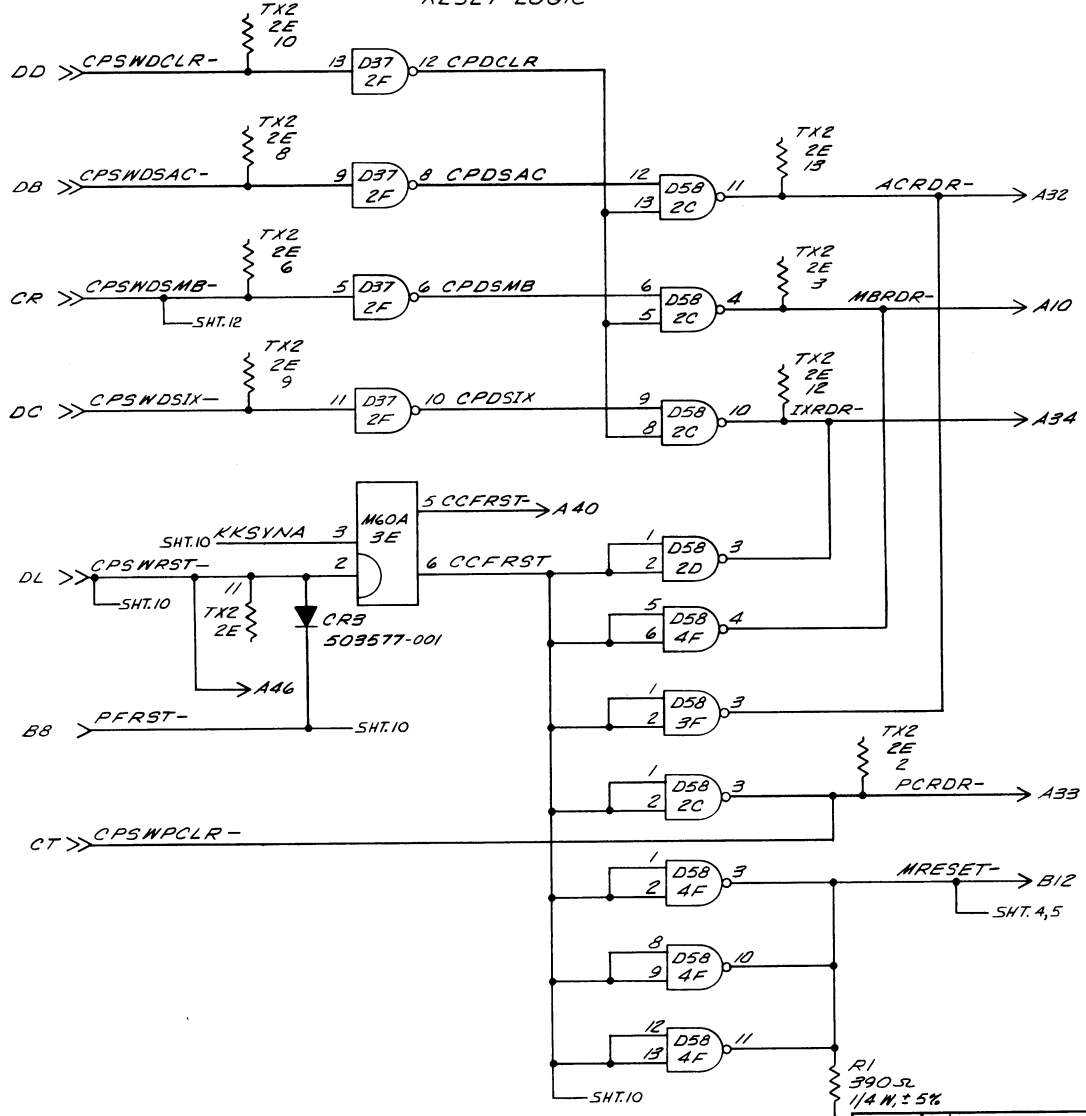 RESET LOGIC
TX2
2E
10
DD CPSWDCLR- 13 D37 2F 12 CPDCLR
TX2
2E
8
DB CPSWDSAC- 9 D37 2F 8 CPDSAC 12 13 D58 2C 11
TX2
2E
13
ACRDR- A32
TX2
2E
6
CR CPSWDSMB- 5 D37 2F 6 CPDSMB 6 5 D58 2C 4
SHT.12
TX2
2E
3
MBRDR- A10
TX2
2E
9
DC CPSWDSIX- 11 D37 2F 10 CPDSIX 9 8 D58 2C 10
TX2
2E
12
IXRDR- A34
SHT.10 KKSYNA 3 M60A 3E 5 CCFRST- A40
DL CPSWRST- 2 6 CCFRST
SHT.10
11
TX2
2E
CR3
503577-001
A46
B8 PFRST- SHT.10
1 2 D58 2D 3
5 6 D58 4F 4
1 2 D58 3F 3
1 2 D58 2C 3
TX2
2E
2
PCRDR- A33
CT CPSWPCLR-
1 2 D58 4F 3 MRESET- B12
SHT. 4,5
8 9 D58 4F 10
12 13 D58 4F 11
SHT.10
R1
390Ω
1/4 W, ± 5%